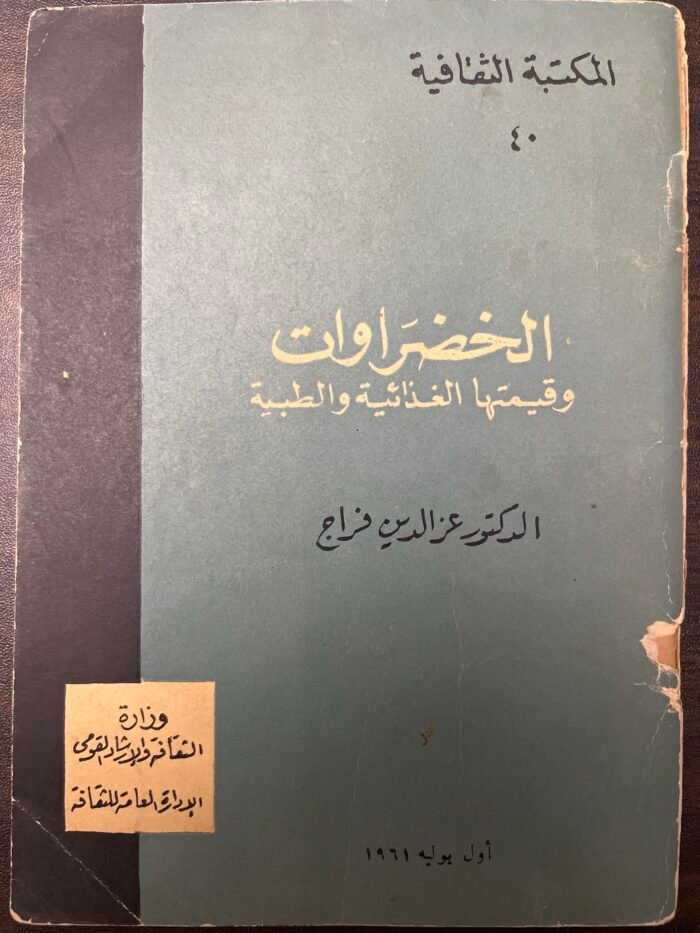 المكتبة الثقافية
٤٠
الخضراوات
وقيمتها الغذائية والطبية
الدكتور عز الدين فراج
وزارة
الثقافة والإرشاد القومى
الإدارة العامة للثقافة
أول يوليه ١٩٦١